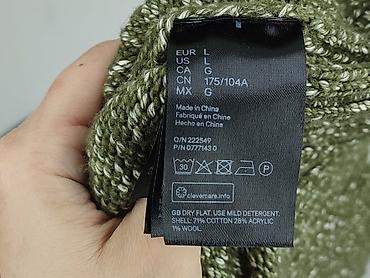 EUR L
US L
CA G
CN 175/104A
MX G
Made in China
Fabriqué en Chine
Hecho en China
O/N 222549
P/N 0777143 0
30 P
clevercare.info
GB DRY FLAT, USE MILD DETERGENT.
SHELL: 71% COTTON 28% ACRYLIC
1% WOOL.